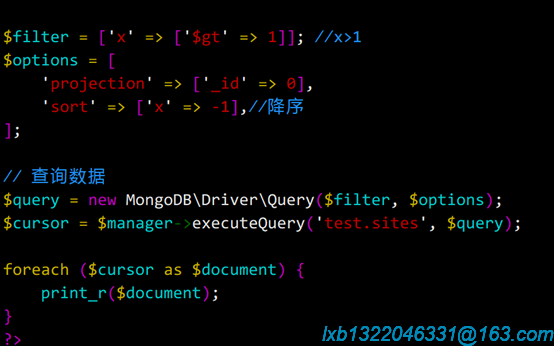 $filter = ['x' => ['$gt' => 1]]; //x>1
$options = [
    'projection' => ['_id' => 0],
    'sort' => ['x' => -1],//降序
];
// 查询数据
$query = new MongoDB\Driver\Query($filter, $options);
$cursor = $manager->executeQuery('test.sites', $query);
foreach ($cursor as $document) {
    print_r($document);
}
?>
lxb1322046331@163.com